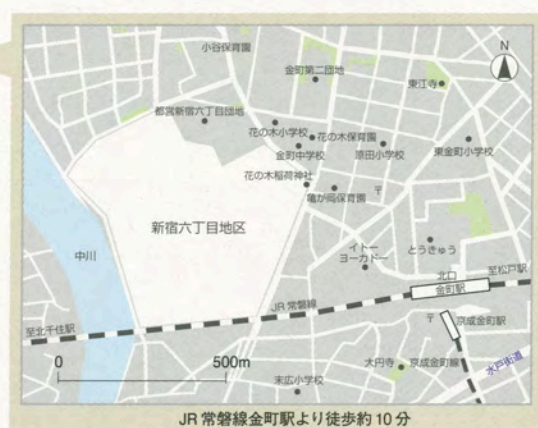 小谷保育園
金町第二団地
N
東江寺
都営新宿六丁目団地
花の木小学校
花の木保育園
金町中学校
原田小学校
東金町小学校
花の木稲荷神社
亀が岡保育園
〒
新宿六丁目地区
中川
イトー
ヨーカドー
とうきゅう
北口
金町駅
至松戸駅
JR 常磐線
至北千住駅
〒
京成金町駅
0 500m
大円寺
京成金町線
水戸街道
末広小学校
JR 常磐線金町駅より徒歩約 10 分